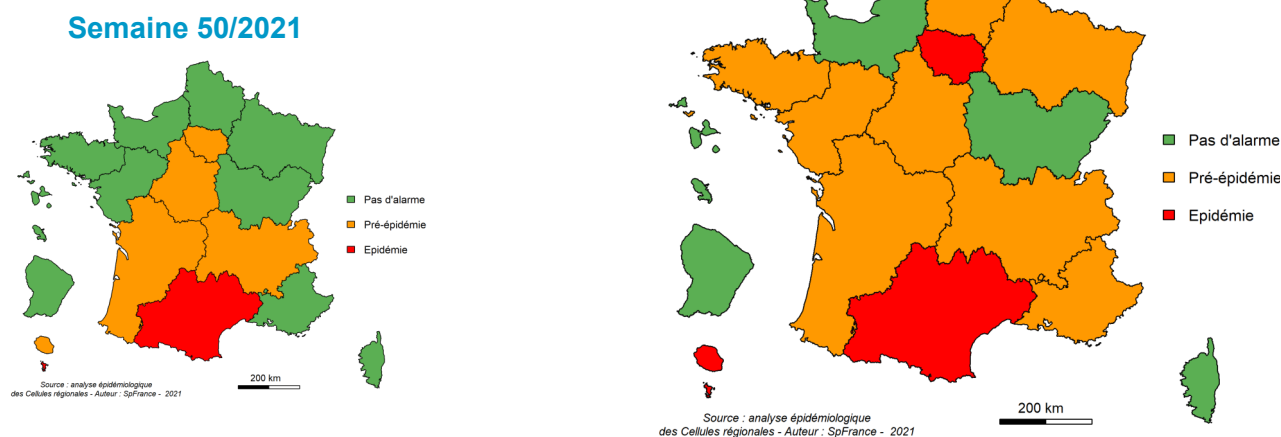 Semaine 50/2021
Pas d'alarme
Pré-épidémie
Epidémie
200 km
Source : analyse épidémiologique
des Cellules régionales - Auteur : SpFrance - 2021
Pas d'alarme
Pré-épidémie
Epidémie
200 km
Source : analyse épidémiologique
des Cellules régionales - Auteur : SpFrance - 2021